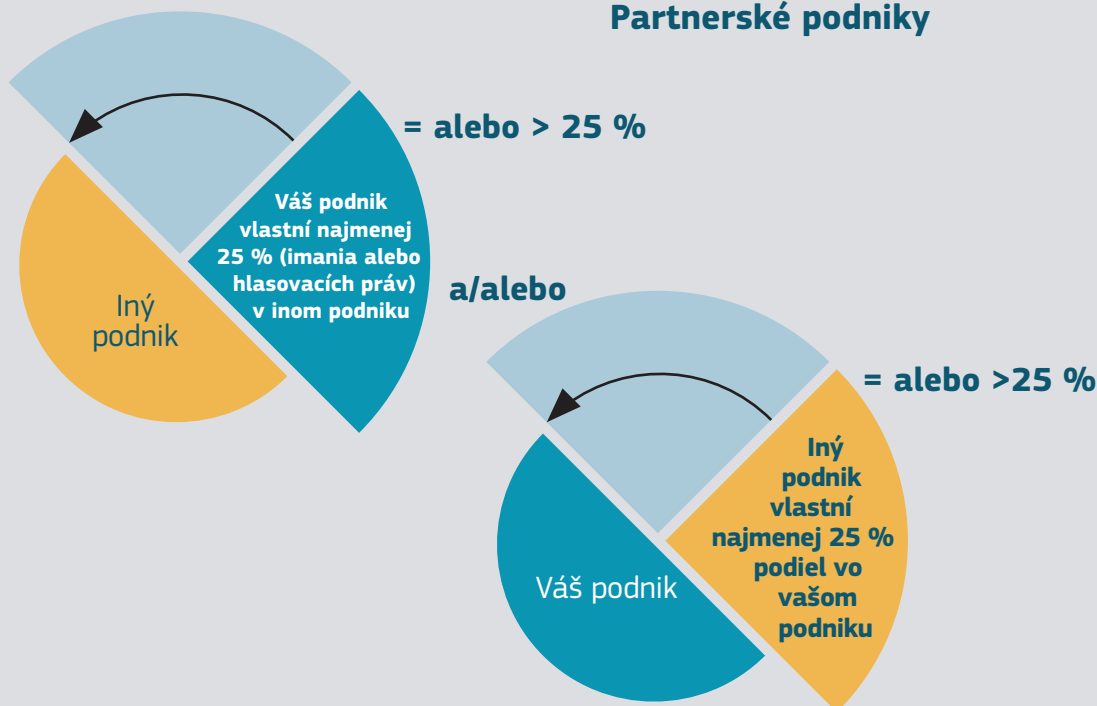 Partnerské podniky
= alebo > 25 %
Váš podnik
vlastní najmenej
25 % (imania alebo
hlasovacích práv)
v inom podniku
Iný
podnik
a/alebo
= alebo >25 %
Iný
podnik
vlastní
najmenej 25 %
podiel vo
vašom
podniku
Váš podnik